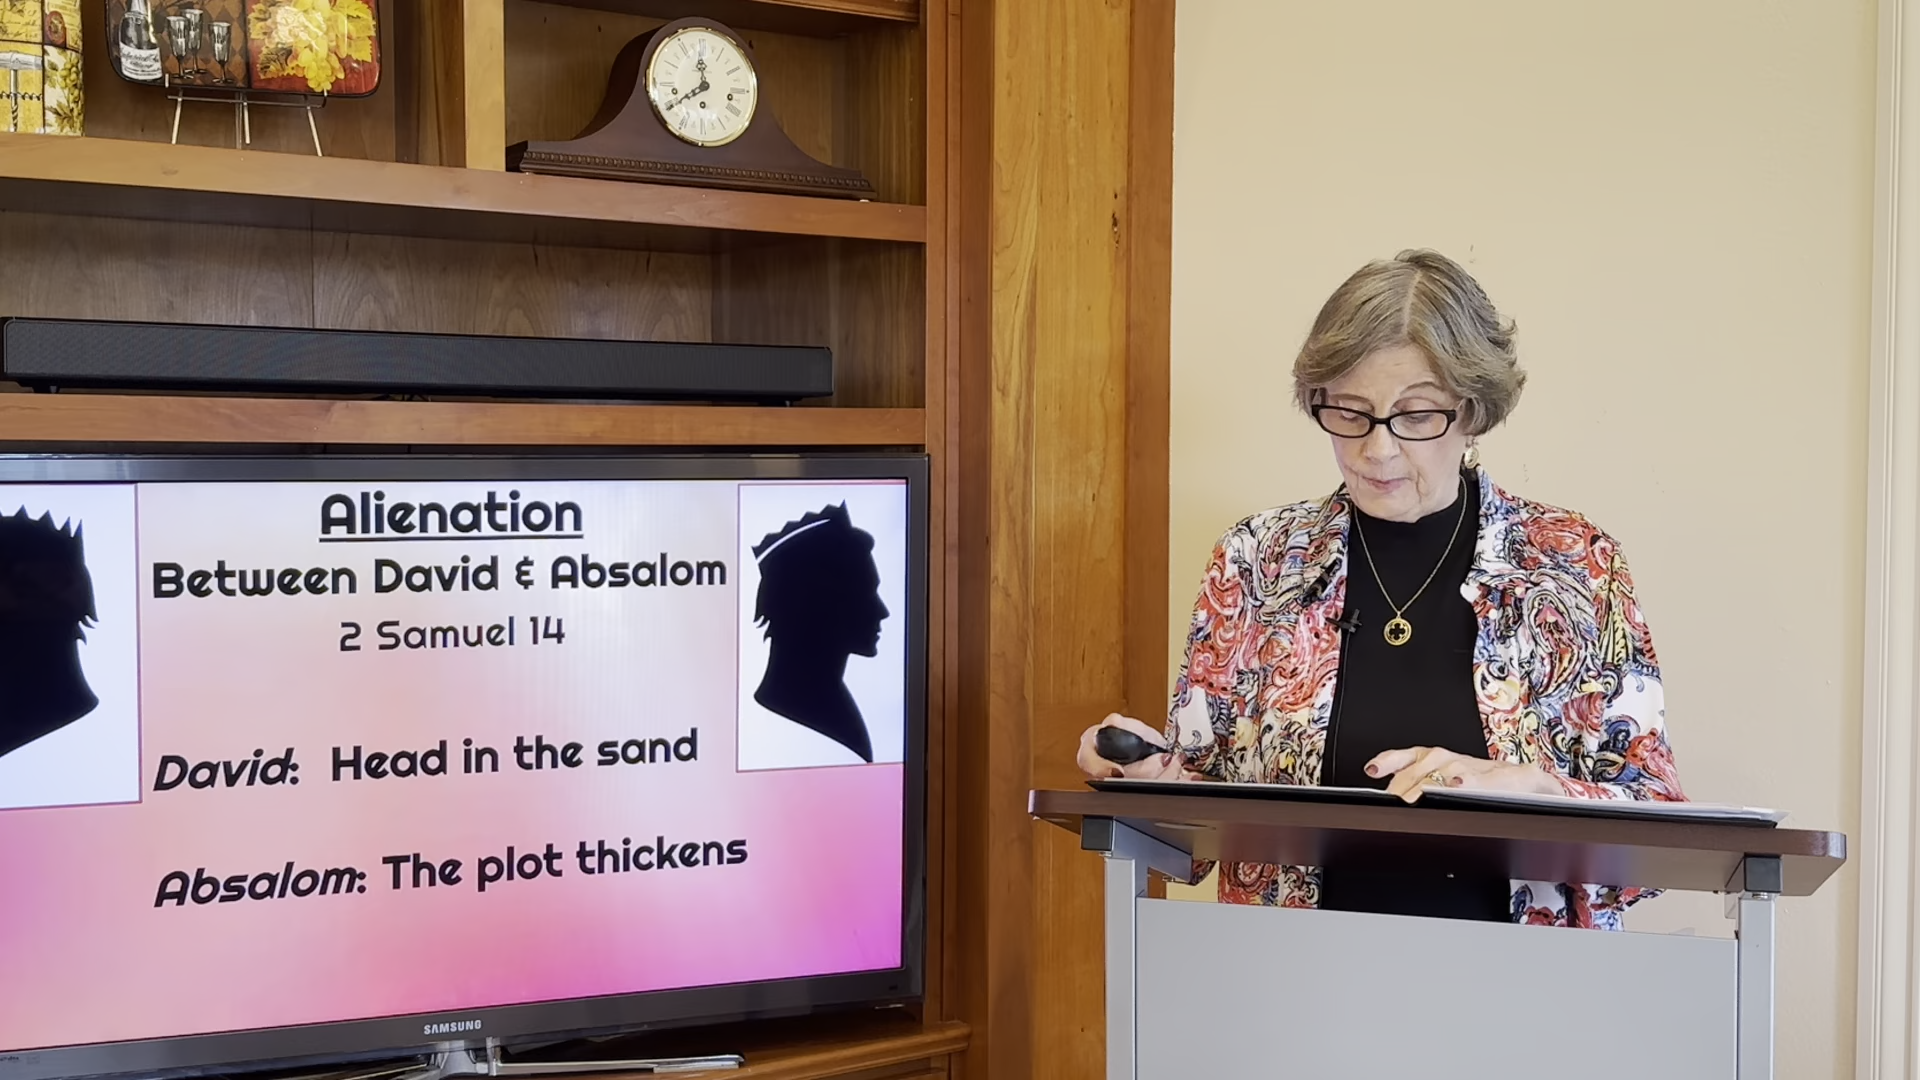 Alienation
Between David & Absalom
2 Samuel 14
David: Head in the sand
Absalom: The plot thickens
SAMSUNG